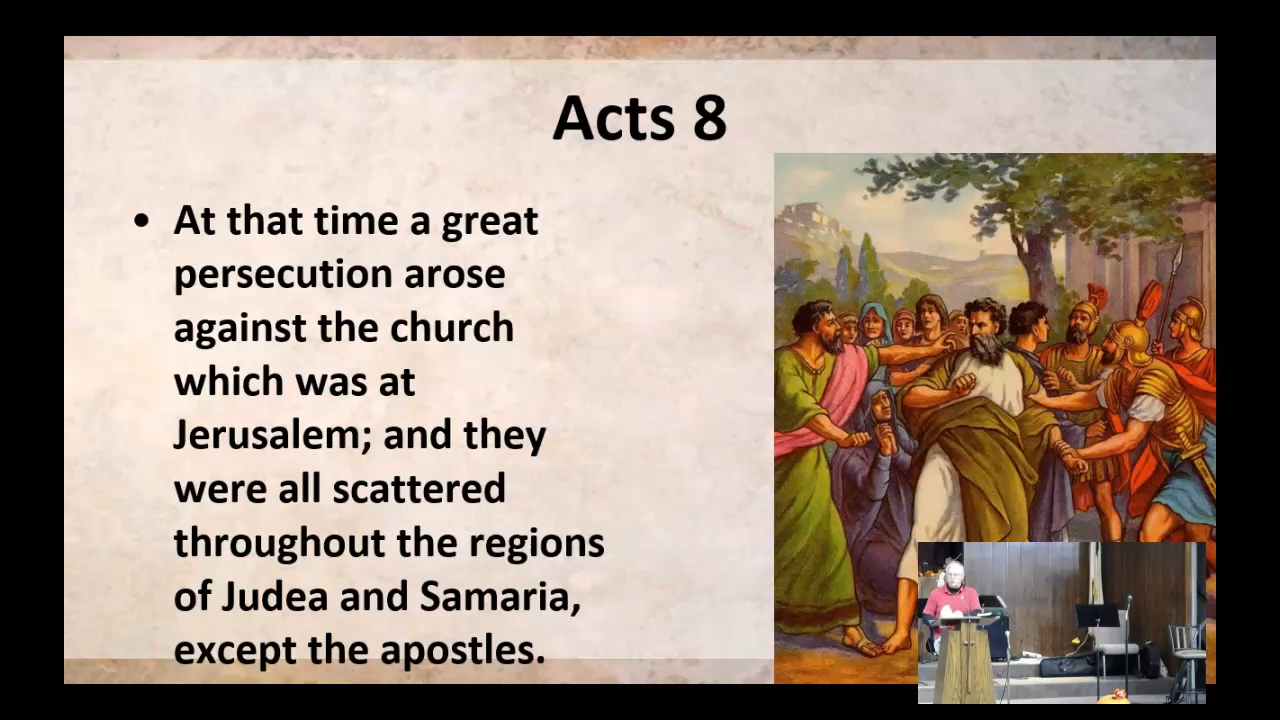 Acts 8
• At that time a great
persecution arose
against the church
which was at
Jerusalem; and they
were all scattered
throughout the regions
of Judea and Samaria,
except the apostles.